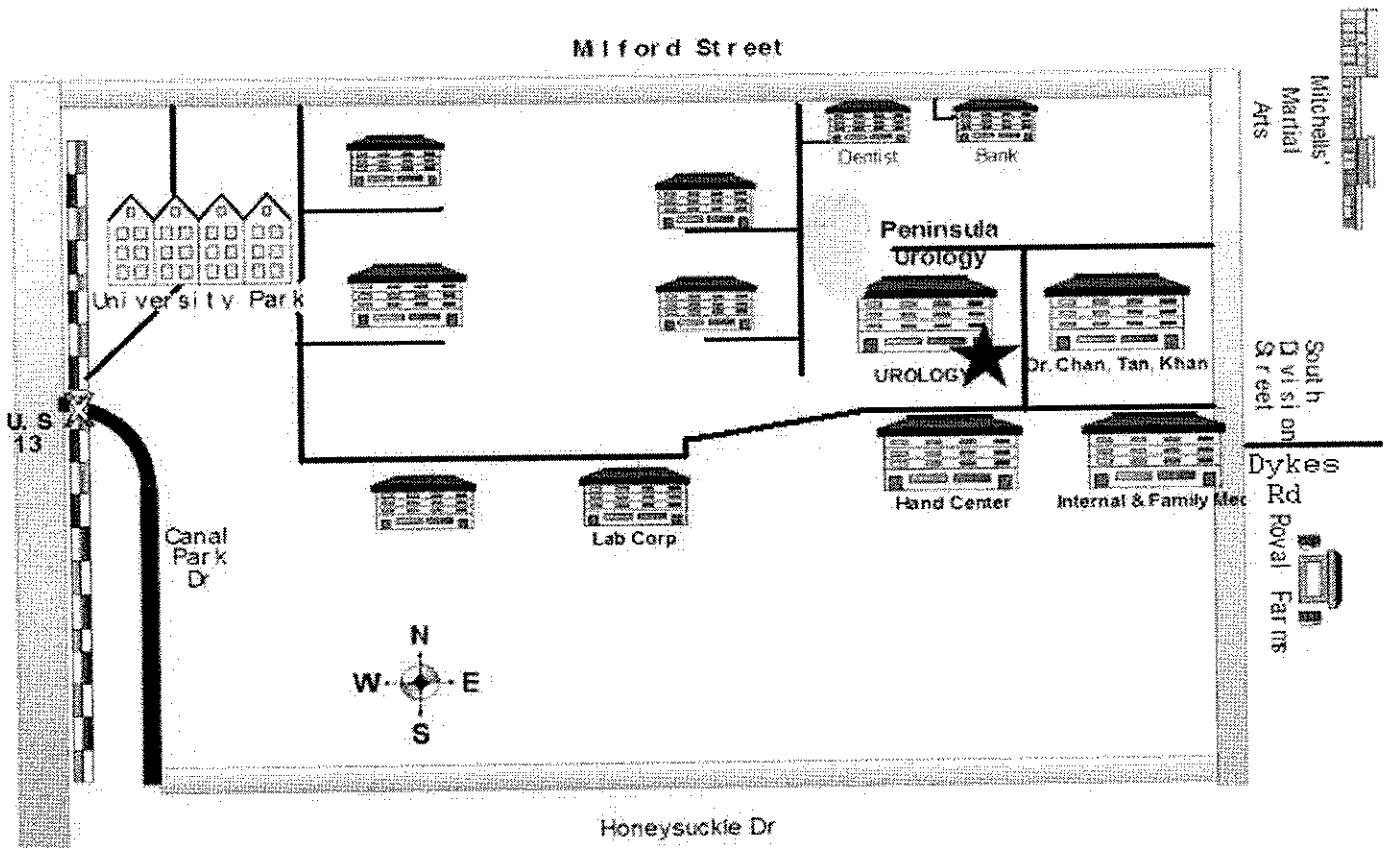 Milford Street
Mitchells'
Martial
Arts
Dentist
Bank
Peninsula
Urology
University Park
UROLOGY
Dr. Chan, Tan, Khan
South
Division
Street
U.S
13
Dykes
Rd
Hand Center
Internal & Family Med
Lab Corp
Canal
Park
Dr
Royal Farms
N
W
E
S
Honeysuckle Dr